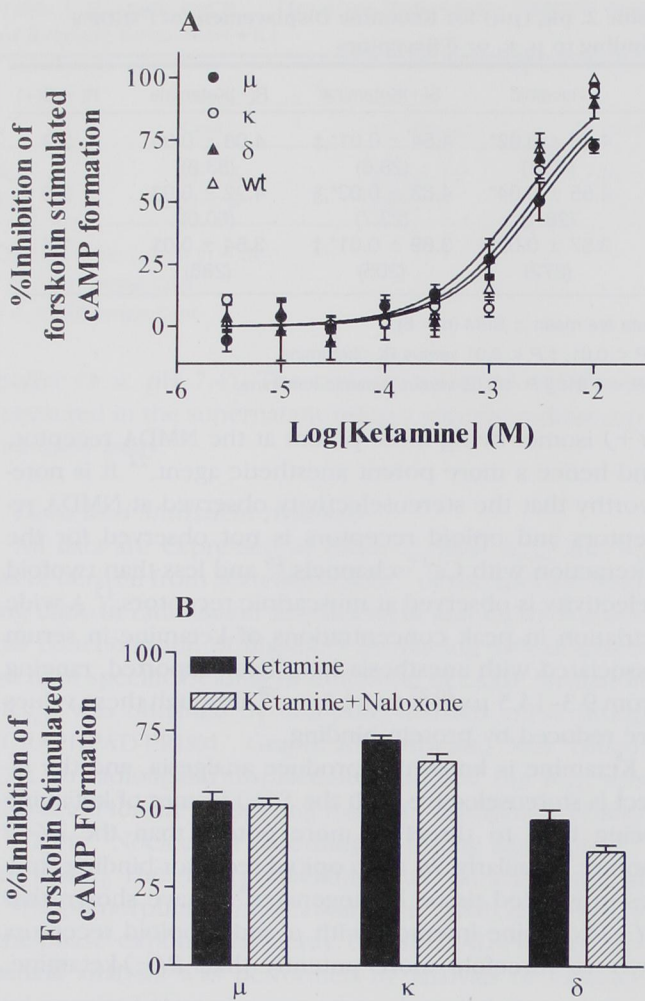 A
%Inhibition of
forskolin stimulated
cAMP formation
100
75
50
25
0
μ
κ
δ
wt
-6
-5
-4
-3
-2
Log[Ketamine] (M)
B
%Inhibition of
Forskolin Stimulated
cAMP Formation
100
75
50
25
0
Ketamine
Ketamine+Naloxone
μ
κ
δ